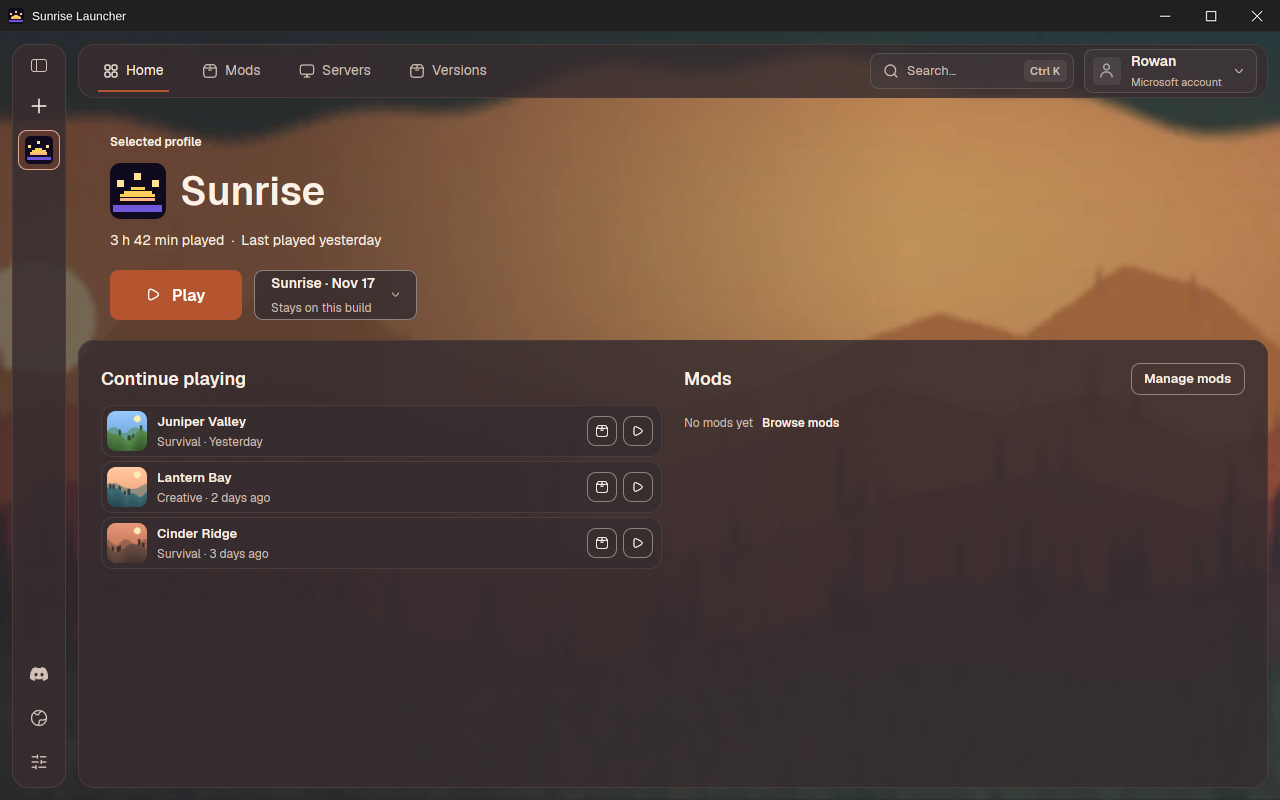 Sunrise Launcher
Home
Mods
Servers
Versions
Search...
Ctrl K
Rowan
Microsoft account
Selected profile
Sunrise
3 h 42 min played · Last played yesterday
Play
Sunrise · Nov 17
Stays on this build
Continue playing
Juniper Valley
Survival · Yesterday
Lantern Bay
Creative · 2 days ago
Cinder Ridge
Survival · 3 days ago
Mods
Manage mods
No mods yet Browse mods